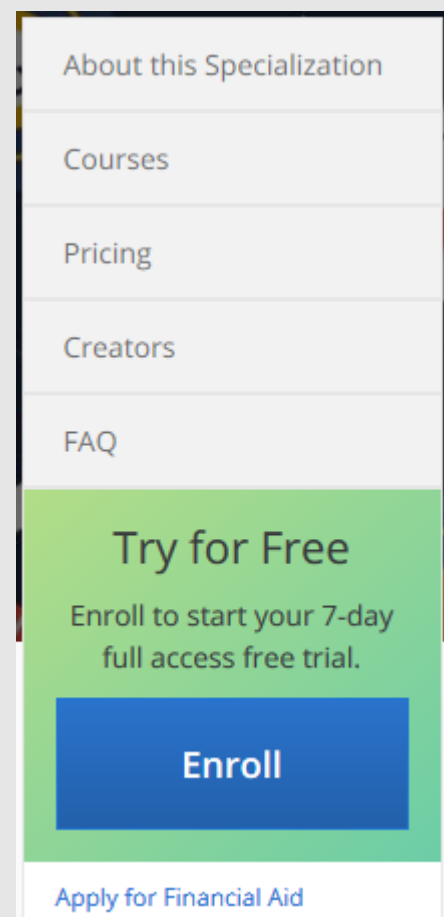 About this Specialization
Courses
Pricing
Creators
FAQ
Try for Free
Enroll to start your 7-day
full access free trial.
Enroll
Apply for Financial Aid